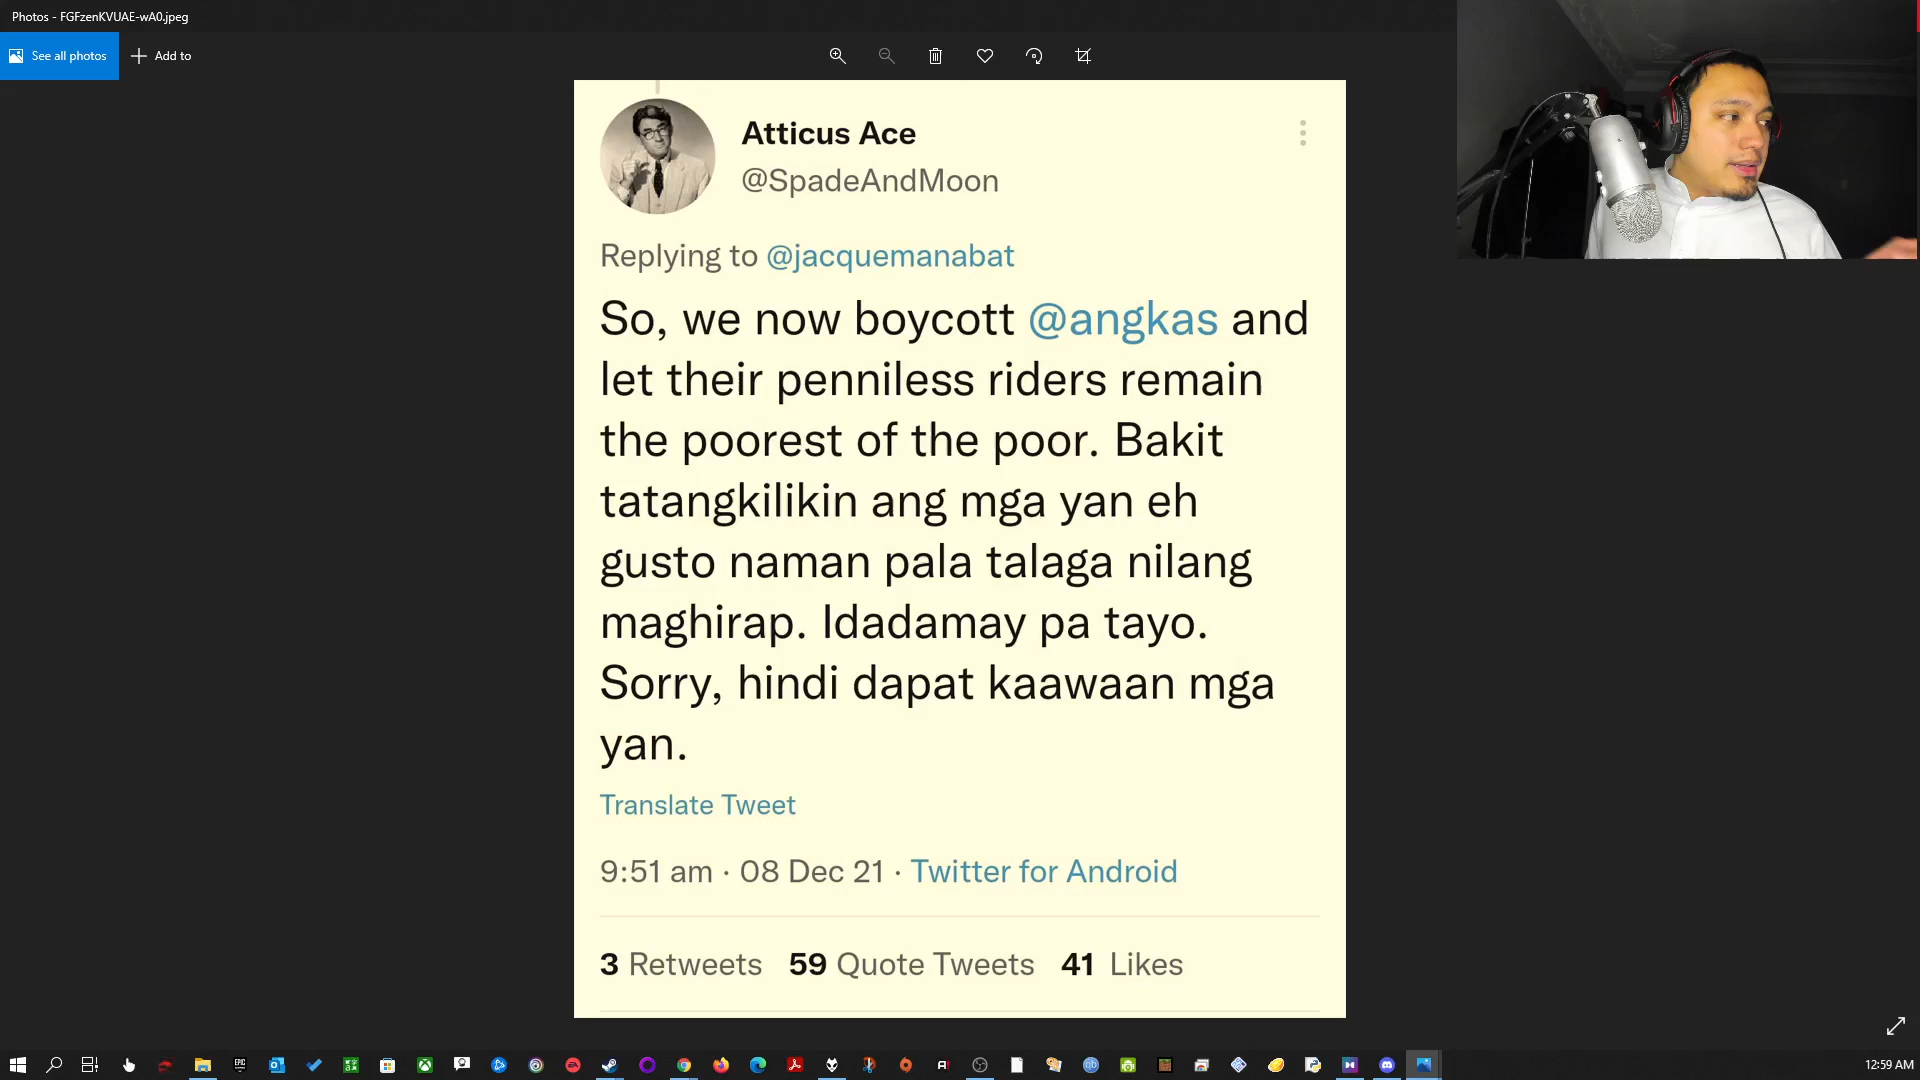 Photos - FGFzenKVUAE-wA0.jpeg
See all photos
Add to
Atticus Ace
@SpadeAndMoon
Replying to @jacquemanabat
So, we now boycott @angkas and
let their penniless riders remain
the poorest of the poor. Bakit
tatangkilikin ang mga yan eh
gusto naman pala talaga nilang
maghirap. Idadamay pa tayo.
Sorry, hindi dapat kaawaan mga
yan.
Translate Tweet
9:51 am · 08 Dec 21 · Twitter for Android
3 Retweets 59 Quote Tweets 41 Likes
12:59 AM